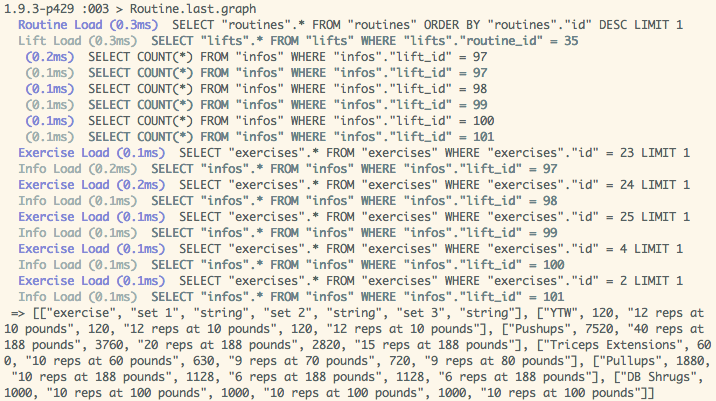 1.9.3-p429 :003 > Routine.last.graph
Routine Load (0.3ms)  SELECT "routines".* FROM "routines" ORDER BY "routines"."id" DESC LIMIT 1
Lift Load (0.3ms)  SELECT "lifts".* FROM "lifts" WHERE "lifts"."routine_id" = 35
(0.2ms)  SELECT COUNT(*) FROM "infos" WHERE "infos"."lift_id" = 97
(0.1ms)  SELECT COUNT(*) FROM "infos" WHERE "infos"."lift_id" = 97
(0.1ms)  SELECT COUNT(*) FROM "infos" WHERE "infos"."lift_id" = 98
(0.1ms)  SELECT COUNT(*) FROM "infos" WHERE "infos"."lift_id" = 99
(0.1ms)  SELECT COUNT(*) FROM "infos" WHERE "infos"."lift_id" = 100
(0.1ms)  SELECT COUNT(*) FROM "infos" WHERE "infos"."lift_id" = 101
Exercise Load (0.1ms)  SELECT "exercises".* FROM "exercises" WHERE "exercises"."id" = 23 LIMIT 1
Info Load (0.2ms)  SELECT "infos".* FROM "infos" WHERE "infos"."lift_id" = 97
Exercise Load (0.2ms)  SELECT "exercises".* FROM "exercises" WHERE "exercises"."id" = 24 LIMIT 1
Info Load (0.1ms)  SELECT "infos".* FROM "infos" WHERE "infos"."lift_id" = 98
Exercise Load (0.1ms)  SELECT "exercises".* FROM "exercises" WHERE "exercises"."id" = 25 LIMIT 1
Info Load (0.1ms)  SELECT "infos".* FROM "infos" WHERE "infos"."lift_id" = 99
Exercise Load (0.1ms)  SELECT "exercises".* FROM "exercises" WHERE "exercises"."id" = 4 LIMIT 1
Info Load (0.1ms)  SELECT "infos".* FROM "infos" WHERE "infos"."lift_id" = 100
Exercise Load (0.1ms)  SELECT "exercises".* FROM "exercises" WHERE "exercises"."id" = 2 LIMIT 1
Info Load (0.1ms)  SELECT "infos".* FROM "infos" WHERE "infos"."lift_id" = 101
=> [["exercise", "set 1", "string", "set 2", "string", "set 3", "string"], ["YTW", 120, "12 reps at
10 pounds", 120, "12 reps at 10 pounds", 120, "12 reps at 10 pounds"], ["Pushups", 7520, "40 reps at
188 pounds", 3760, "20 reps at 188 pounds", 2820, "15 reps at 188 pounds"], ["Triceps Extensions", 60
0, "10 reps at 60 pounds", 630, "9 reps at 70 pounds", 720, "9 reps at 80 pounds"], ["Pullups", 1880,
"10 reps at 188 pounds", 1128, "6 reps at 188 pounds", 1128, "6 reps at 188 pounds"], ["DB Shrugs",
1000, "10 reps at 100 pounds", 1000, "10 reps at 100 pounds", 1000, "10 reps at 100 pounds"]]